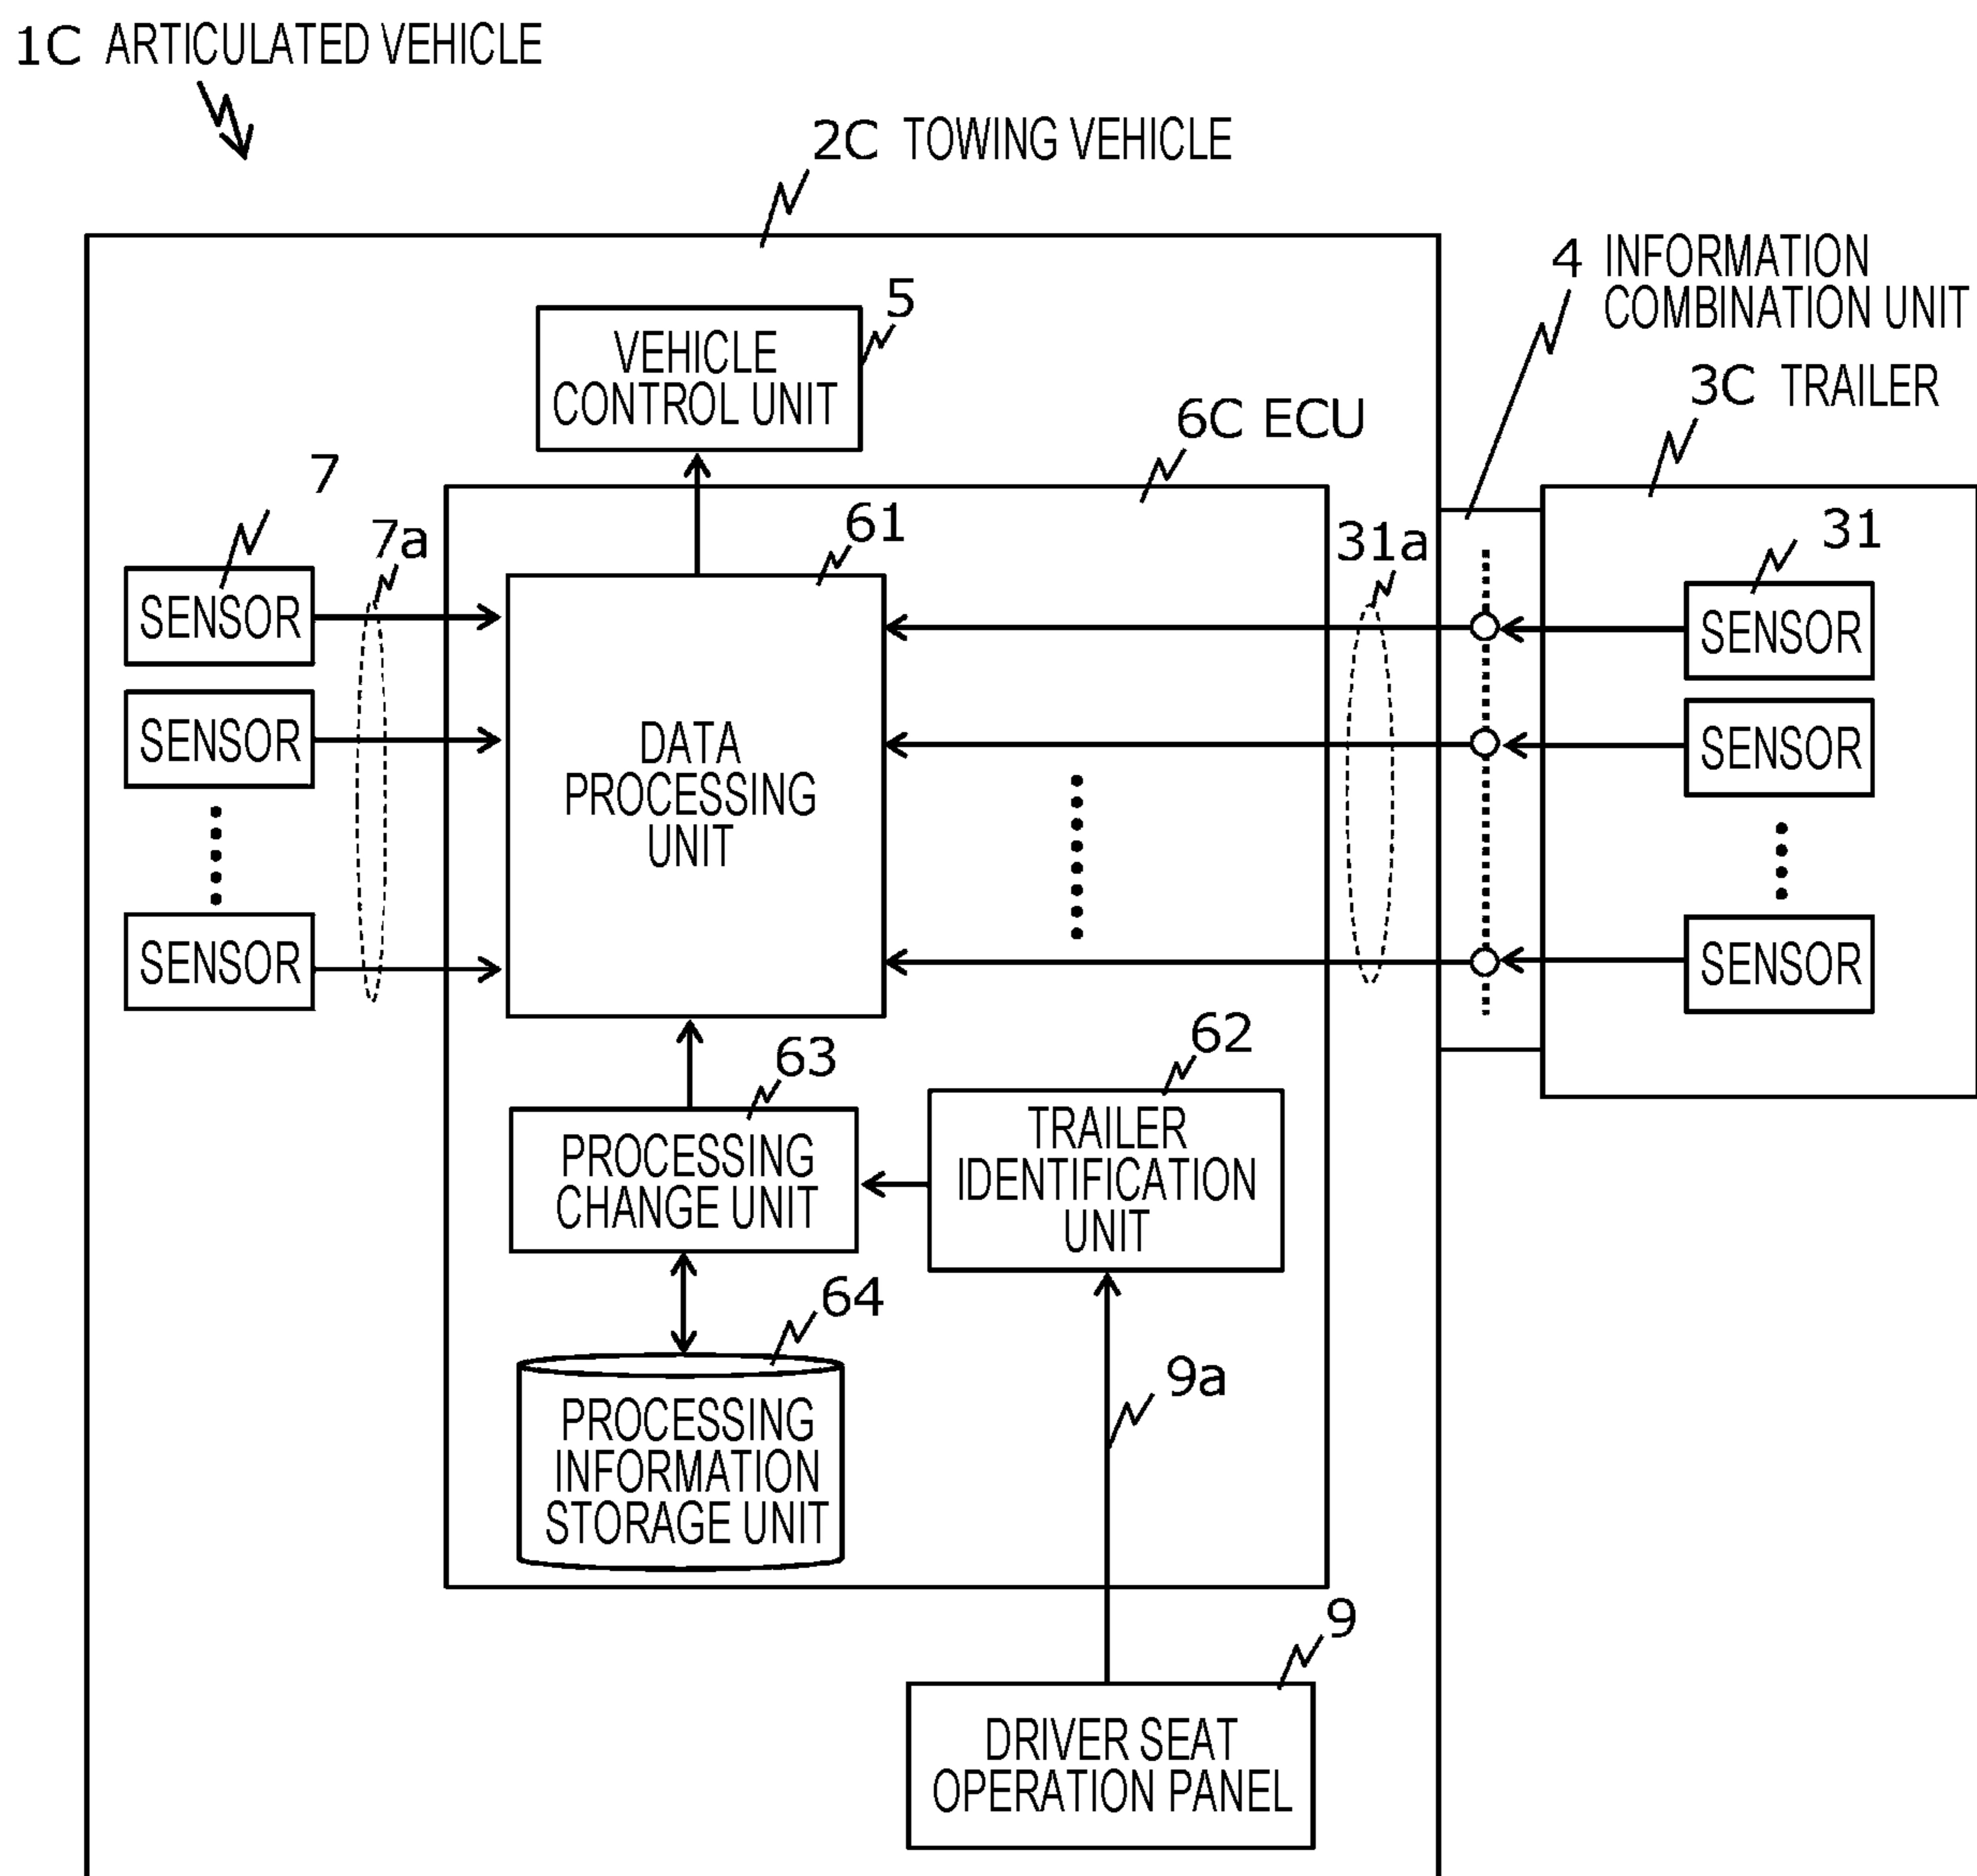 1C ARTICULATED VEHICLE
2C TOWING VEHICLE
4 INFORMATION
COMBINATION UNIT
3C TRAILER
5
VEHICLE
CONTROL UNIT
6C ECU
7
7a
61
31a
31
SENSOR
SENSOR
SENSOR
DATA
PROCESSING
UNIT
SENSOR
SENSOR
SENSOR
63
62
PROCESSING
CHANGE UNIT
TRAILER
IDENTIFICATION
UNIT
64
PROCESSING
INFORMATION
STORAGE UNIT
9a
9
DRIVER SEAT
OPERATION PANEL